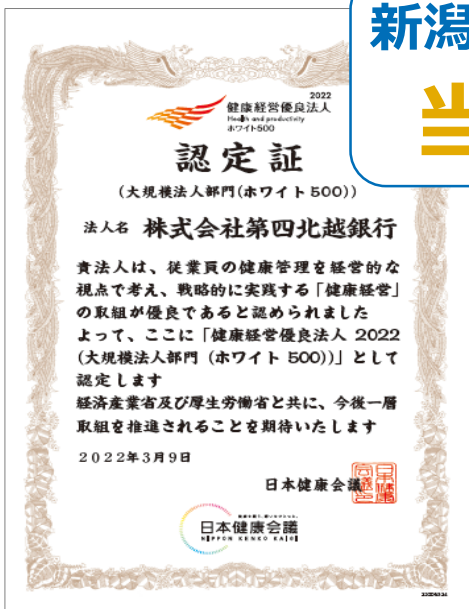 新潟
当
2022
健康経営優良法人
Health and productivity
ホワイト500
認定証
(大規模法人部門(ホワイト500))
法人名 株式会社第四北越銀行
貴法人は、従業員の健康管理を経営的な
視点で考え、戦略的に実践する「健康経営」
の取組が優良であると認められました
よって、ここに「健康経営優良法人 2022
(大規模法人部門 (ホワイト 500))」として
認定します
経済産業省及び厚生労働省と共に、今後一層
取組を推進されることを期待いたします
2022年3月9日
日本健康会議
日本健康会議
NIPPON KENKO KAIGI